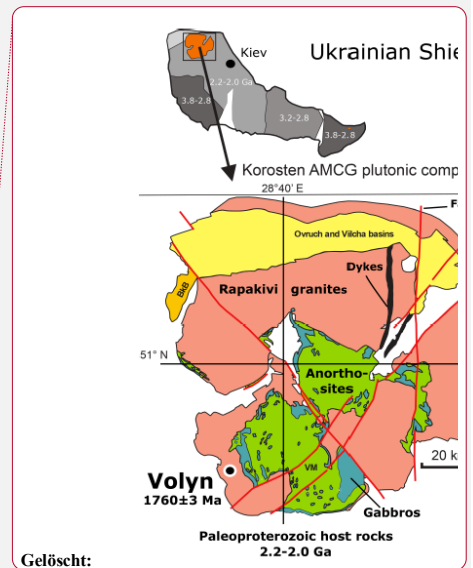 Ukrainian Shie
Kiev
2.2-2.0 Ga
3.8-2.8
3.2-2.8
3.8-2.8
Korosten AMCG plutonic comp
28°40' E
F
Ovruch and Vilcha basins
Dykes
BkB
Rapakivi granites
51° N
Anortho-
sites
20 k
VM
Volyn
1760±3 Ma
Gabbros
Paleoproterozoic host rocks
2.2-2.0 Ga
Gelöscht: